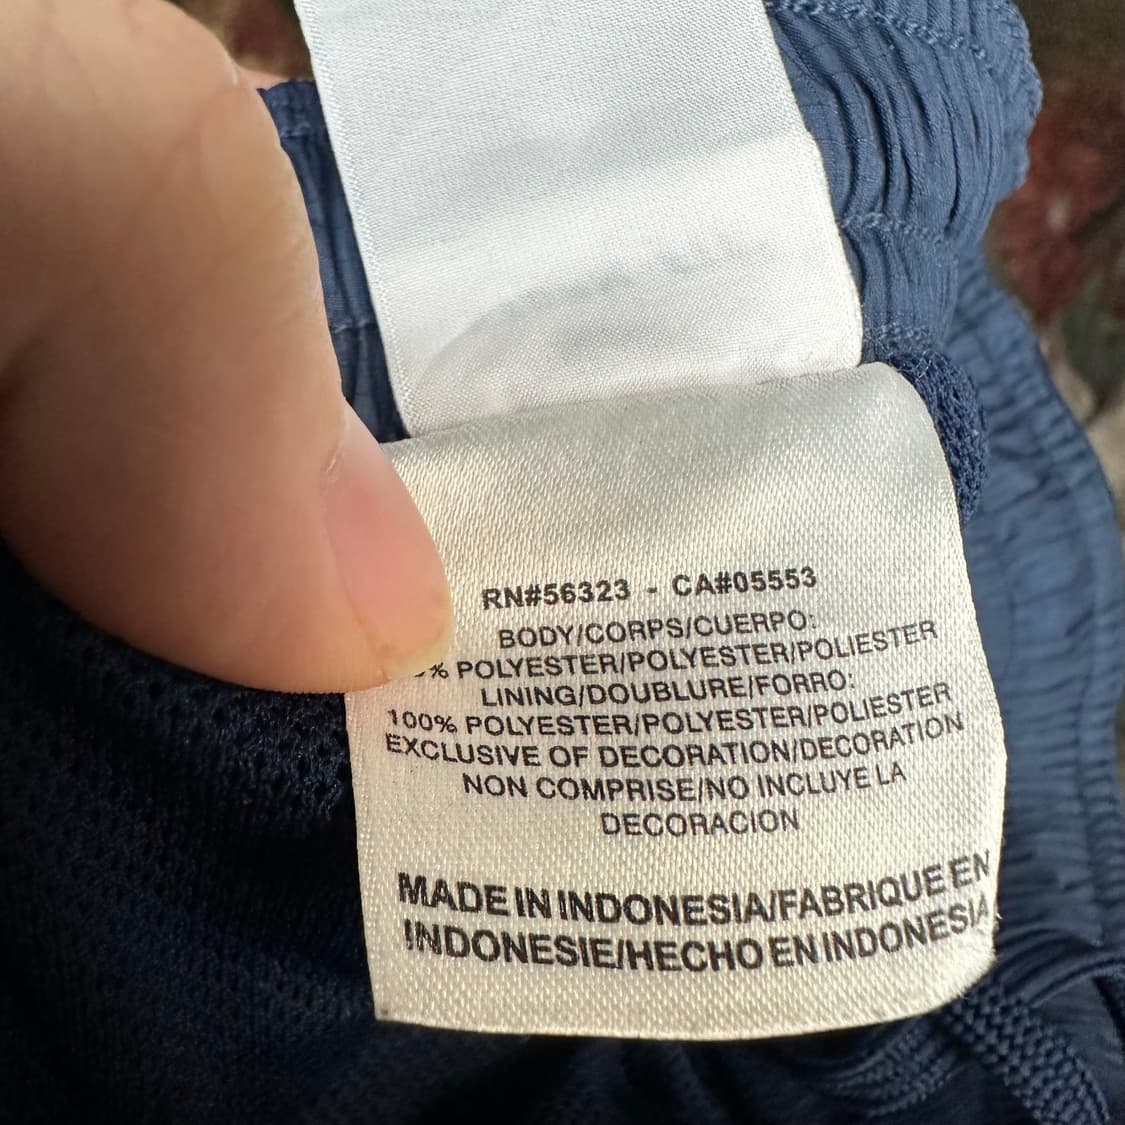 RN#56323 - CA#05553
BODY/CORPS/CUERPO:
% POLYESTER/POLYESTER/POLIESTER
LINING/DOUBLURE/FORRO:
100% POLYESTER/POLYESTER/POLIESTER
EXCLUSIVE OF DECORATION/DECORATION
NON COMPRISE/NO INCLUYE LA
DECORACION
MADE IN INDONESIA/FABRIQUE EN
INDONESIE/HECHO EN INDONESIA